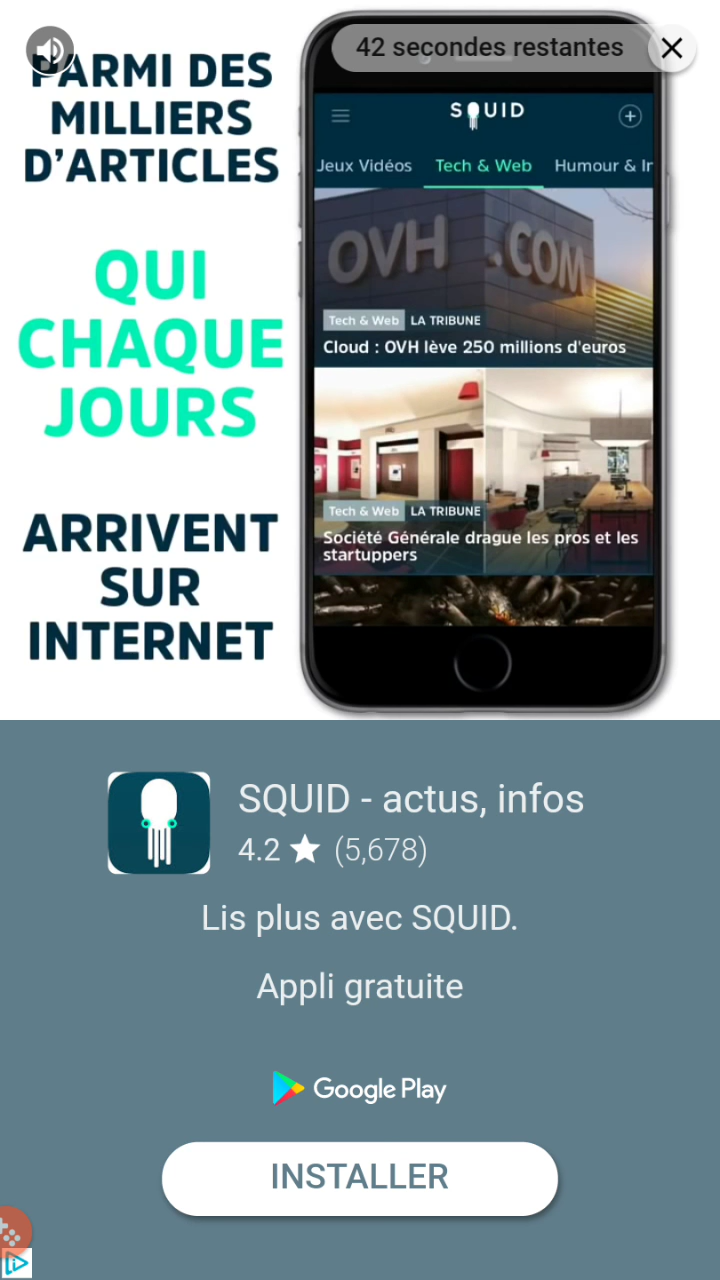 42 secondes restantes
PARMI DES
MILLIERS
D'ARTICLES
QUI
CHAQUE
JOURS
ARRIVENT
SUR
INTERNET
SQUID
Jeux Vidéos Tech & Web Humour & In
OVH.COM
Tech & Web LA TRIBUNE
Cloud : OVH lève 250 millions d'euros
Tech & Web LA TRIBUNE
Société Générale drague les pros et les
startuppers
SQUID - actus, infos
4.2 (5,678)
Lis plus avec SQUID.
Appli gratuite
Google Play
INSTALLER